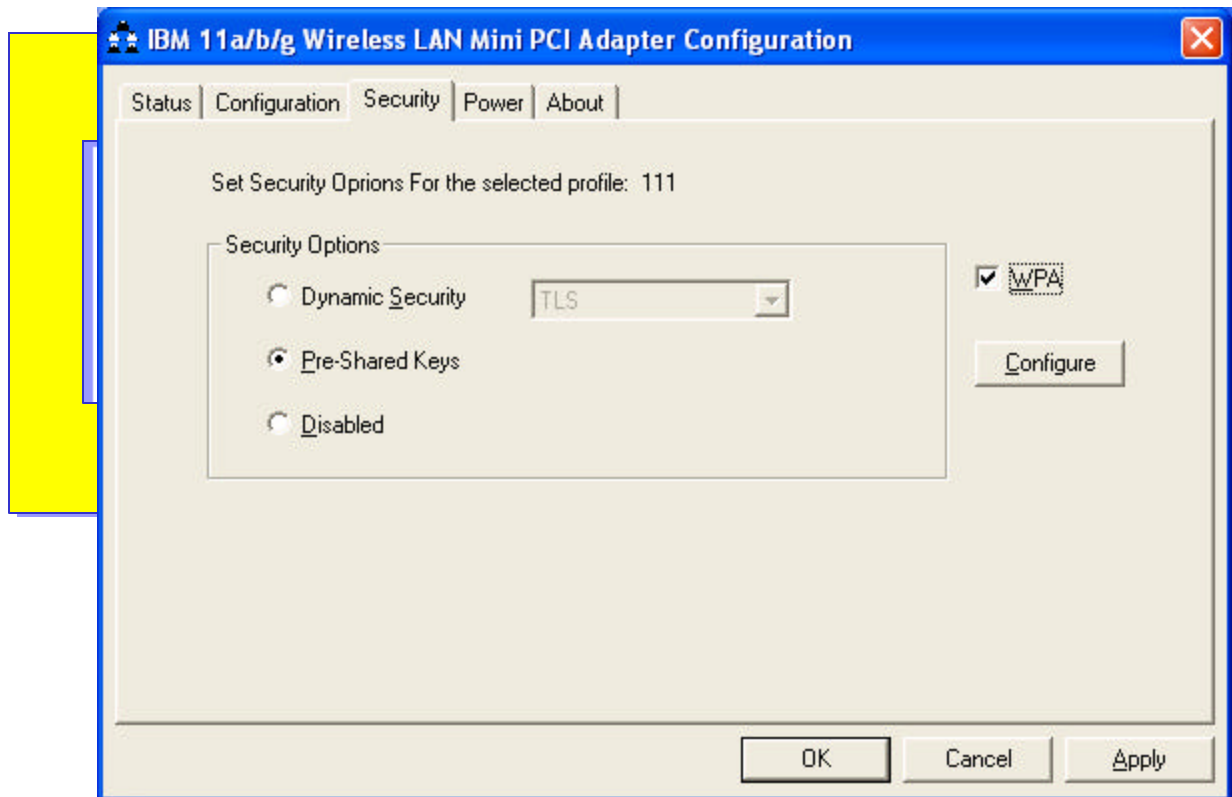 IBM 11a/b/g Wireless LAN Mini PCI Adapter Configuration
Status Configuration Security Power About
Set Security Oprions For the selected profile: 111
Security Options
Dynamic Security TLS
WPA
Pre-Shared Keys
Configure
Disabled
OK Cancel Apply